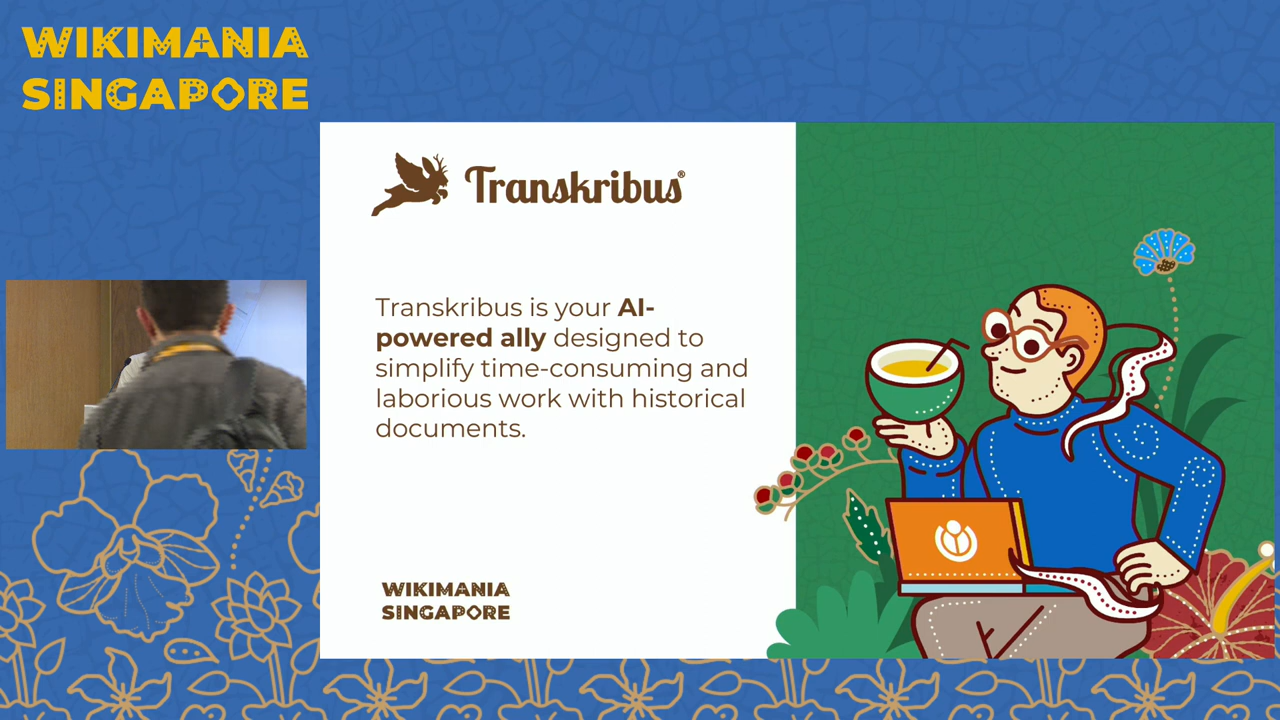 WIKIMANIA
SINGAPORE
Transkribus®
Transkribus is your AI-
powered ally designed to
simplify time-consuming and
laborious work with historical
documents.
WIKIMANIA
SINGAPORE